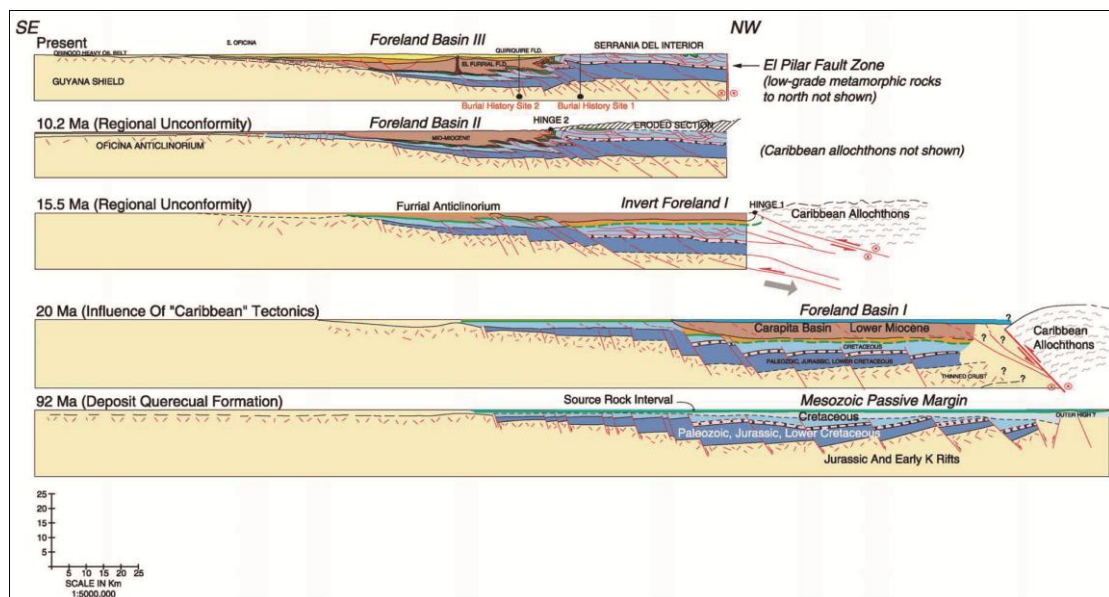 SE
NW
Present
E. OFICINA
Foreland Basin III
QUIRIQUIRE FLD.
SERRANIA DEL INTERIOR
ORINOCO HEAVY OIL BELT
EL FURRIAL FLD.
GUYANA SHIELD
El Pilar Fault Zone
(low-grade metamorphic rocks
to north not shown)
Burial History Site 2
Burial History Site 1
10.2 Ma (Regional Unconformity)
Foreland Basin II
HINGE 2
ERODED SECTION
MID-MIOCENE
OFICINA ANTICLINORIUM
(Caribbean allochthons not shown)
15.5 Ma (Regional Unconformity)
Furrial Anticlinorium
Invert Foreland I
HINGE 1
Caribbean Allochthons
20 Ma (Influence Of "Caribbean" Tectonics)
Foreland Basin I
?
Carapita Basin
Lower Miocene
? ?
Caribbean
Allochthons
CRETACEOUS
PALEOZOIC, JURASSIC, LOWER CRETACEOUS
THINNED CRUST
? ?
92 Ma (Deposit Querecual Formation)
Source Rock Interval
Mesozoic Passive Margin
Cretaceous
OUTER HIGH ?
Paleozoic, Jurassic, Lower Cretaceous
Jurassic And Early K Rifts
25
20
15
10
5
5 10 15 20 25
SCALE IN Km
1:5000,000